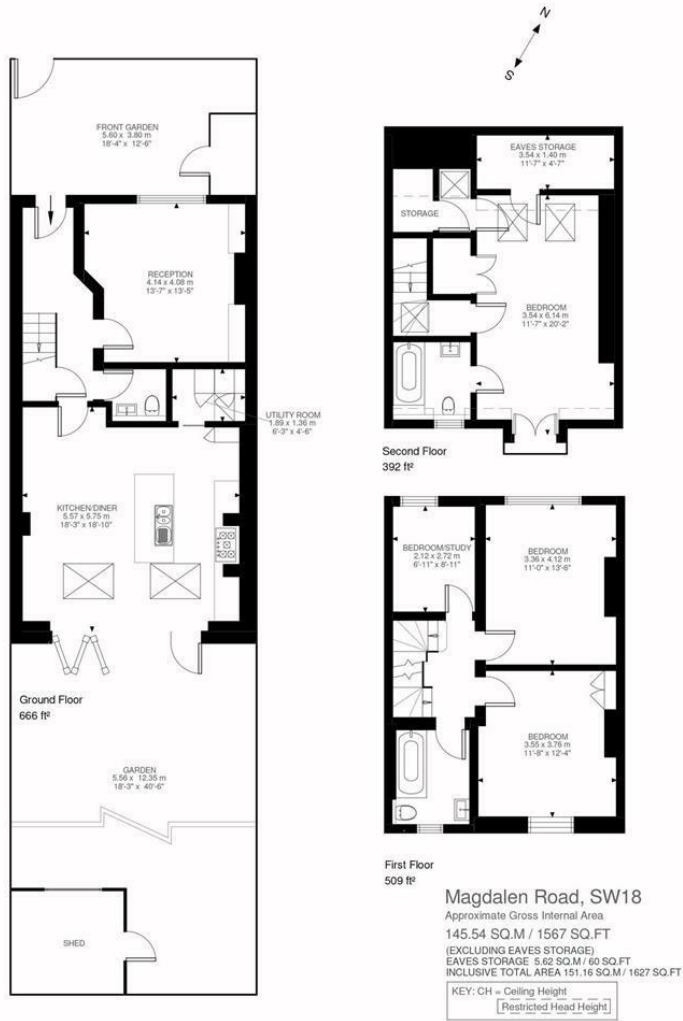 N
S
FRONT GARDEN
5.60 x 3.80 m
18'-4" x 12'-6"
RECEPTION
4.14 x 4.08 m
13'-7" x 13'-5"
UTILITY ROOM
1.89 x 1.36 m
6'-3" x 4'-6"
KITCHEN/DINER
5.57 x 5.75 m
18'-3" x 18'-10"
Ground Floor
666 ft²
GARDEN
5.56 x 12.35 m
18'-3" x 40'-6"
SHED
EAVES STORAGE
3.54 x 1.40 m
11'-7" x 4'-7"
STORAGE
BEDROOM
3.54 x 6.14 m
11'-7" x 20'-2"
Second Floor
392 ft²
BEDROOM/STUDY
2.12 x 2.72 m
6'-11" x 8'-11"
BEDROOM
3.36 x 4.12 m
11'-0" x 13'-6"
BEDROOM
3.55 x 3.76 m
11'-8" x 12'-4"
First Floor
509 ft²
Magdalen Road, SW18
Approximate Gross Internal Area
145.54 SQ.M / 1567 SQ.FT
(EXCLUDING EAVES STORAGE)
EAVES STORAGE 5.62 SQ.M / 60 SQ.FT
INCLUSIVE TOTAL AREA 151.16 SQ.M / 1627 SQ.FT
KEY: CH = Ceiling Height
Restricted Head Height